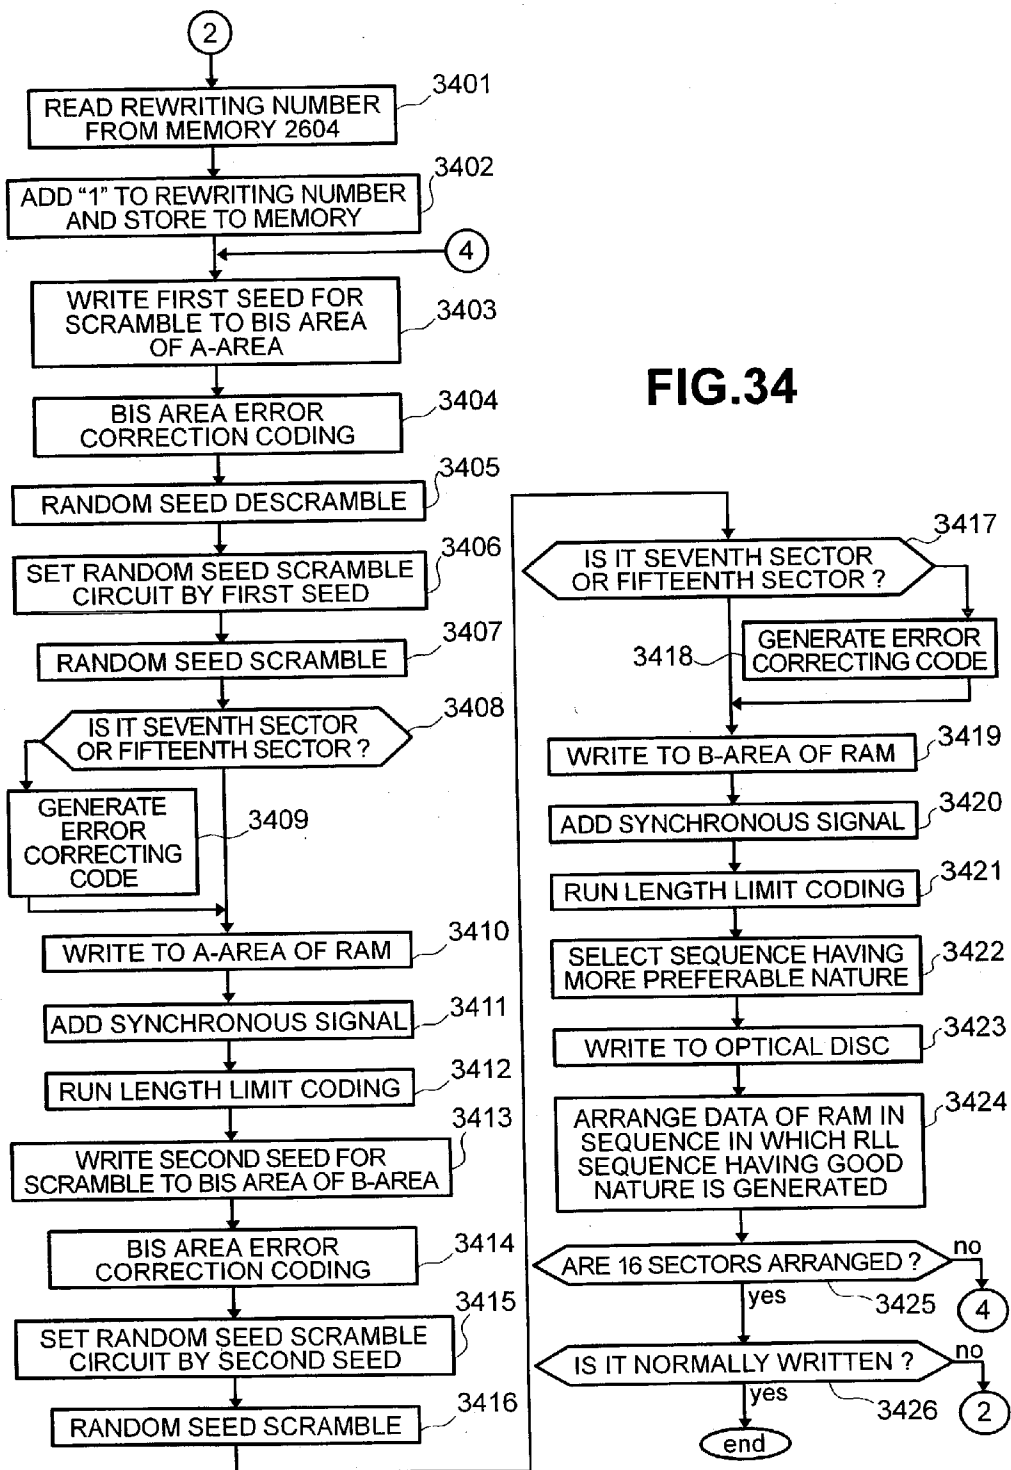 2
3401
READ REWRITING NUMBER
FROM MEMORY 2604
3402
ADD “1” TO REWRITING NUMBER
AND STORE TO MEMORY
4
WRITE FIRST SEED FOR
SCRAMBLE TO BIS AREA
OF A-AREA
3403
3404
BIS AREA ERROR
CORRECTION CODING
3405
RANDOM SEED DESCRAMBLE
3406
SET RANDOM SEED SCRAMBLE
CIRCUIT BY FIRST SEED
3407
RANDOM SEED SCRAMBLE
3408
IS IT SEVENTH SECTOR
OR FIFTEENTH SECTOR ?
GENERATE
ERROR
CORRECTING
CODE
3409
3410
WRITE TO A-AREA OF RAM
3411
ADD SYNCHRONOUS SIGNAL
3412
RUN LENGTH LIMIT CODING
3413
WRITE SECOND SEED FOR
SCRAMBLE TO BIS AREA OF B-AREA
3414
BIS AREA ERROR
CORRECTION CODING
3415
SET RANDOM SEED SCRAMBLE
CIRCUIT BY SECOND SEED
3416
RANDOM SEED SCRAMBLE
FIG.34
3417
IS IT SEVENTH SECTOR
OR FIFTEENTH SECTOR ?
3418
GENERATE ERROR
CORRECTING CODE
3419
WRITE TO B-AREA OF RAM
3420
ADD SYNCHRONOUS SIGNAL
3421
RUN LENGTH LIMIT CODING
3422
SELECT SEQUENCE HAVING
MORE PREFERABLE NATURE
3423
WRITE TO OPTICAL DISC
3424
ARRANGE DATA OF RAM IN
SEQUENCE IN WHICH RLL
SEQUENCE HAVING GOOD
NATURE IS GENERATED
ARE 16 SECTORS ARRANGED ?
no
yes
3425
4
IS IT NORMALLY WRITTEN ?
no
yes
3426
2
end